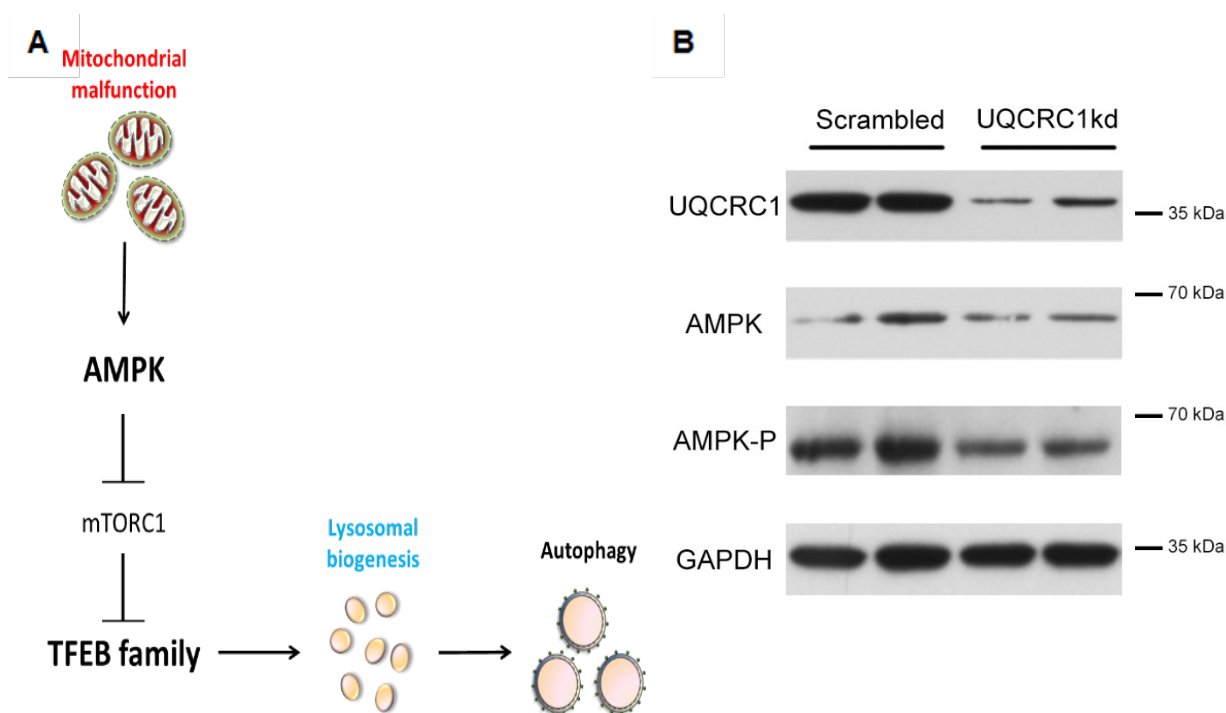 A
Mitochondrial
malfunction
AMPK
mTORC1
TFEB family
Lysosomal
biogenesis
Autophagy
B
Scrambled UQCRC1kd
UQCRC1
35 kDa
70 kDa
AMPK
70 kDa
AMPK-P
35 kDa
GAPDH